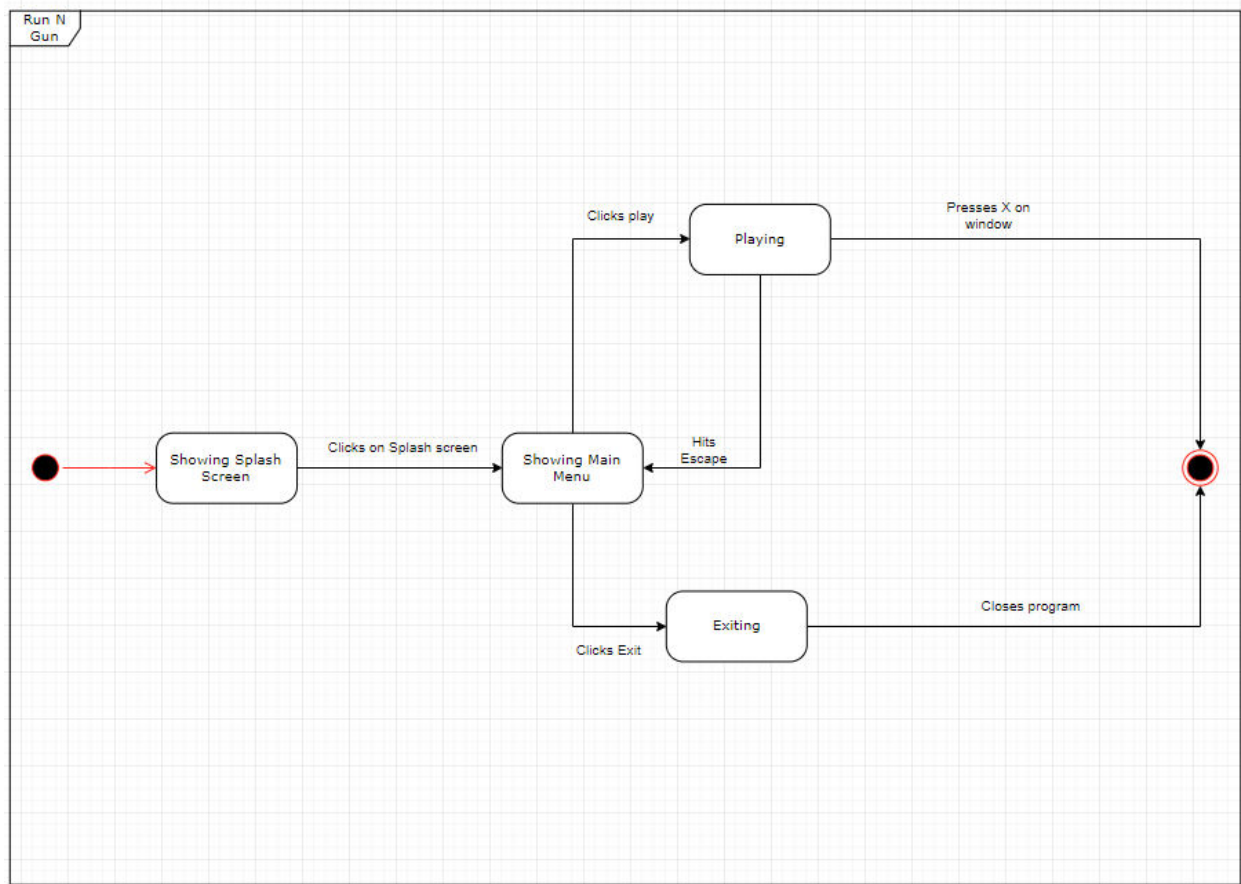 Run N
Gun
Clicks play
Playing
Presses X on
window
Showing Splash
Screen
Clicks on Splash screen
Showing Main
Menu
Hits
Escape
Exiting
Clicks Exit
Closes program